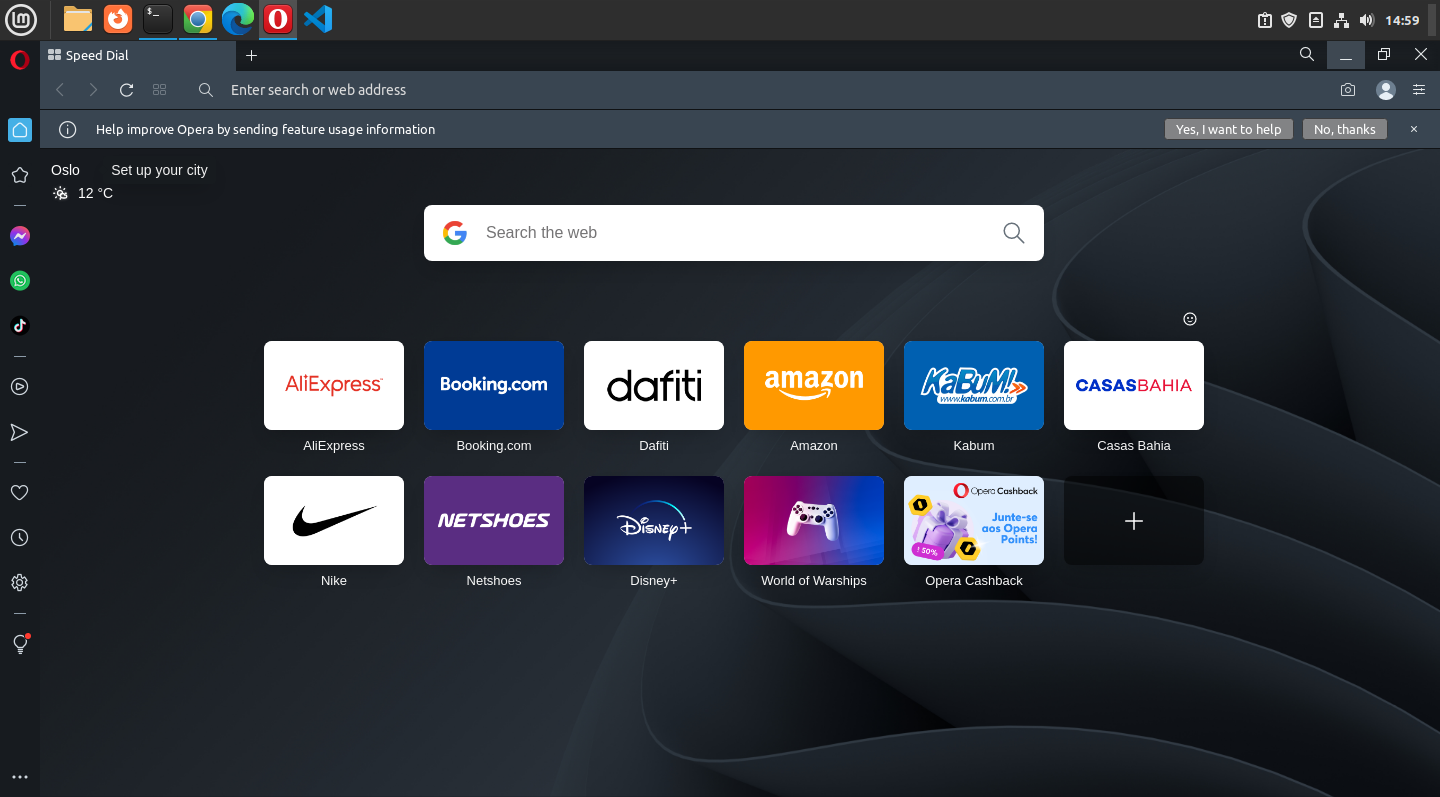 14:59
Speed Dial
Enter search or web address
Help improve Opera by sending feature usage information
Yes, I want to help
No, thanks
Oslo
Set up your city
12 °C
Search the web
AliExpress
Booking.com
dafiti
amazon
KaBuM!
www.kabum.com.br
CASASBAHIA
AliExpress
Booking.com
Dafiti
Amazon
Kabum
Casas Bahia
NETSHOES
Disney+
Opera Cashback
Junte-se
aos Opera
Points!
! 50%
Nike
Netshoes
Disney+
World of Warships
Opera Cashback